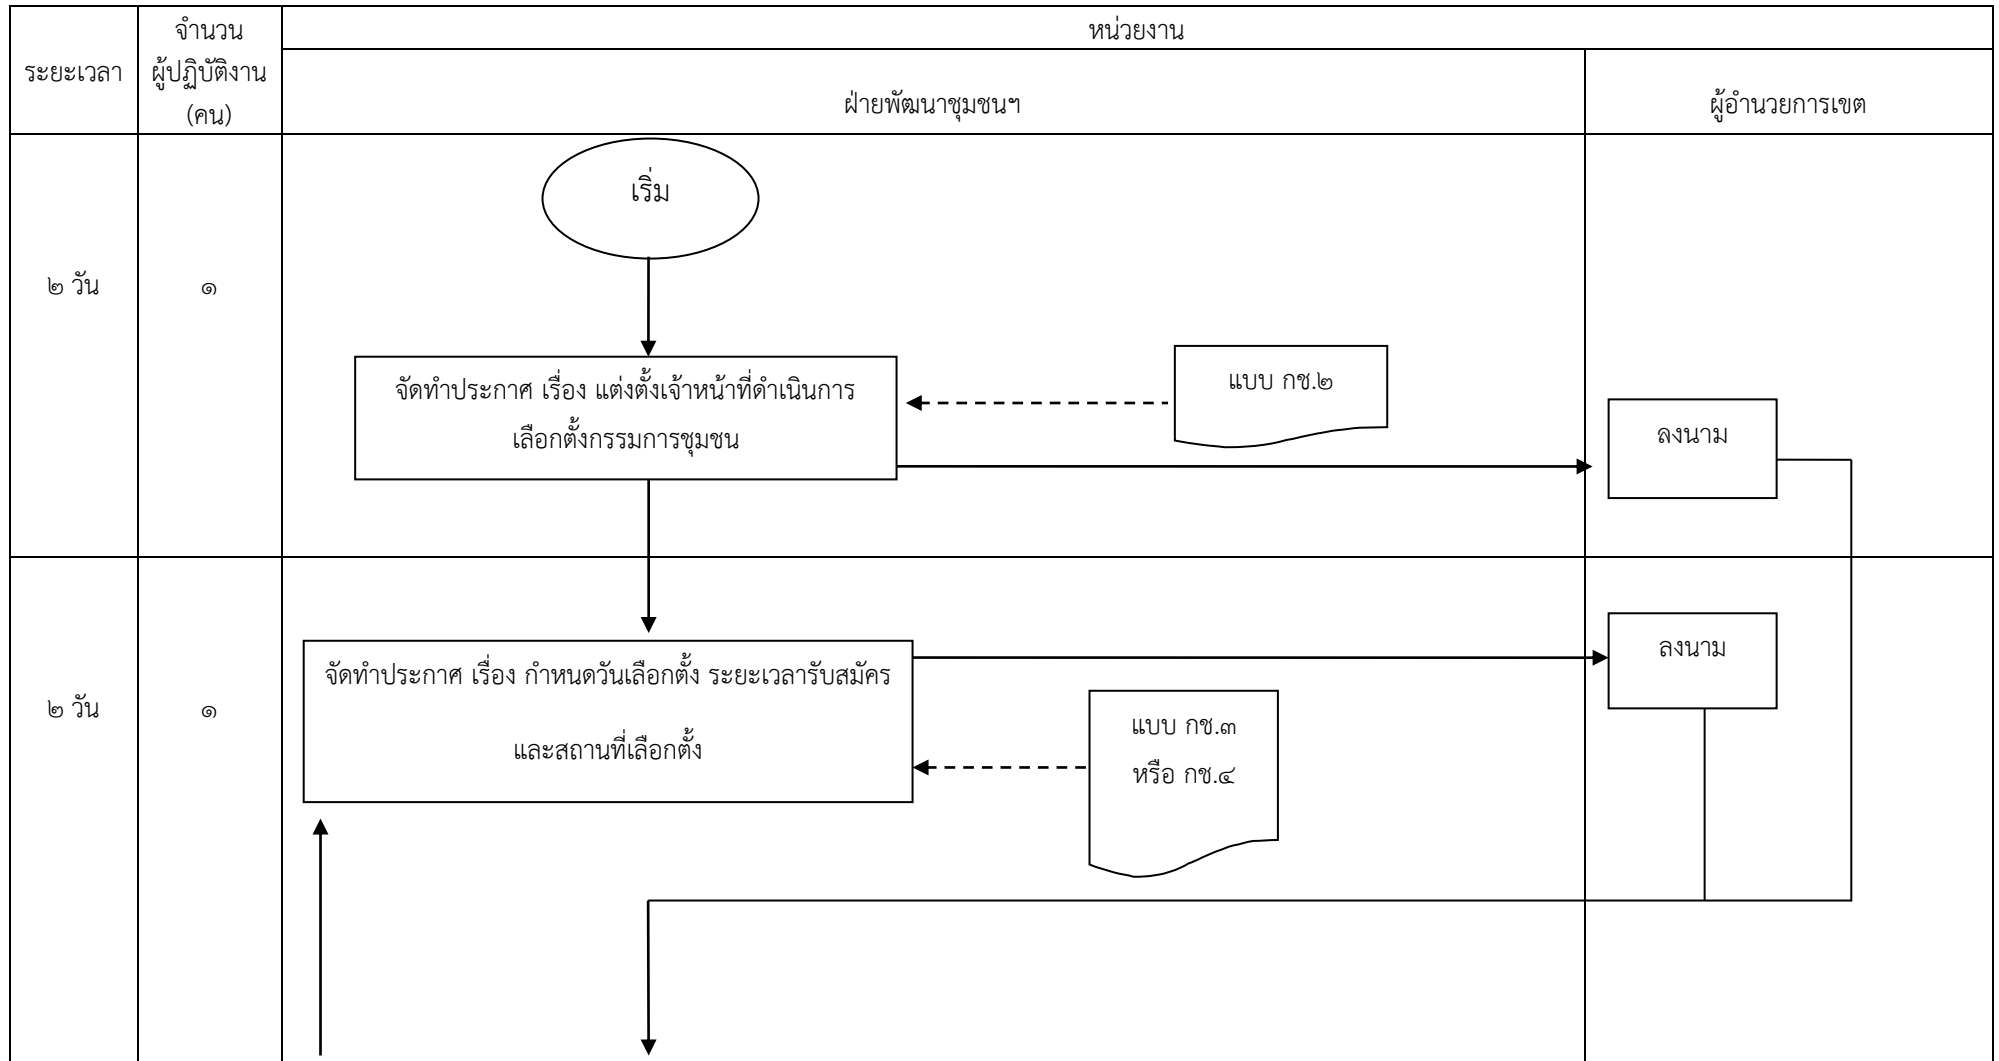 ระยะเวลา
จำนวน
ผู้ปฏิบัติงาน
(คน)
หน่วยงาน
ฝ่ายพัฒนาชุมชนฯ
ผู้อำนวยการเขต
เริ่ม
๒ วัน
๑
จัดทำประกาศ เรื่อง แต่งตั้งเจ้าหน้าที่ดำเนินการ
เลือกตั้งกรรมการชุมชน
แบบ กช.๒
ลงนาม
๒ วัน
๑
จัดทำประกาศ เรื่อง กำหนดวันเลือกตั้ง ระยะเวลารับสมัคร
และสถานที่เลือกตั้ง
แบบ กช.๓
หรือ กช.๔
ลงนาม